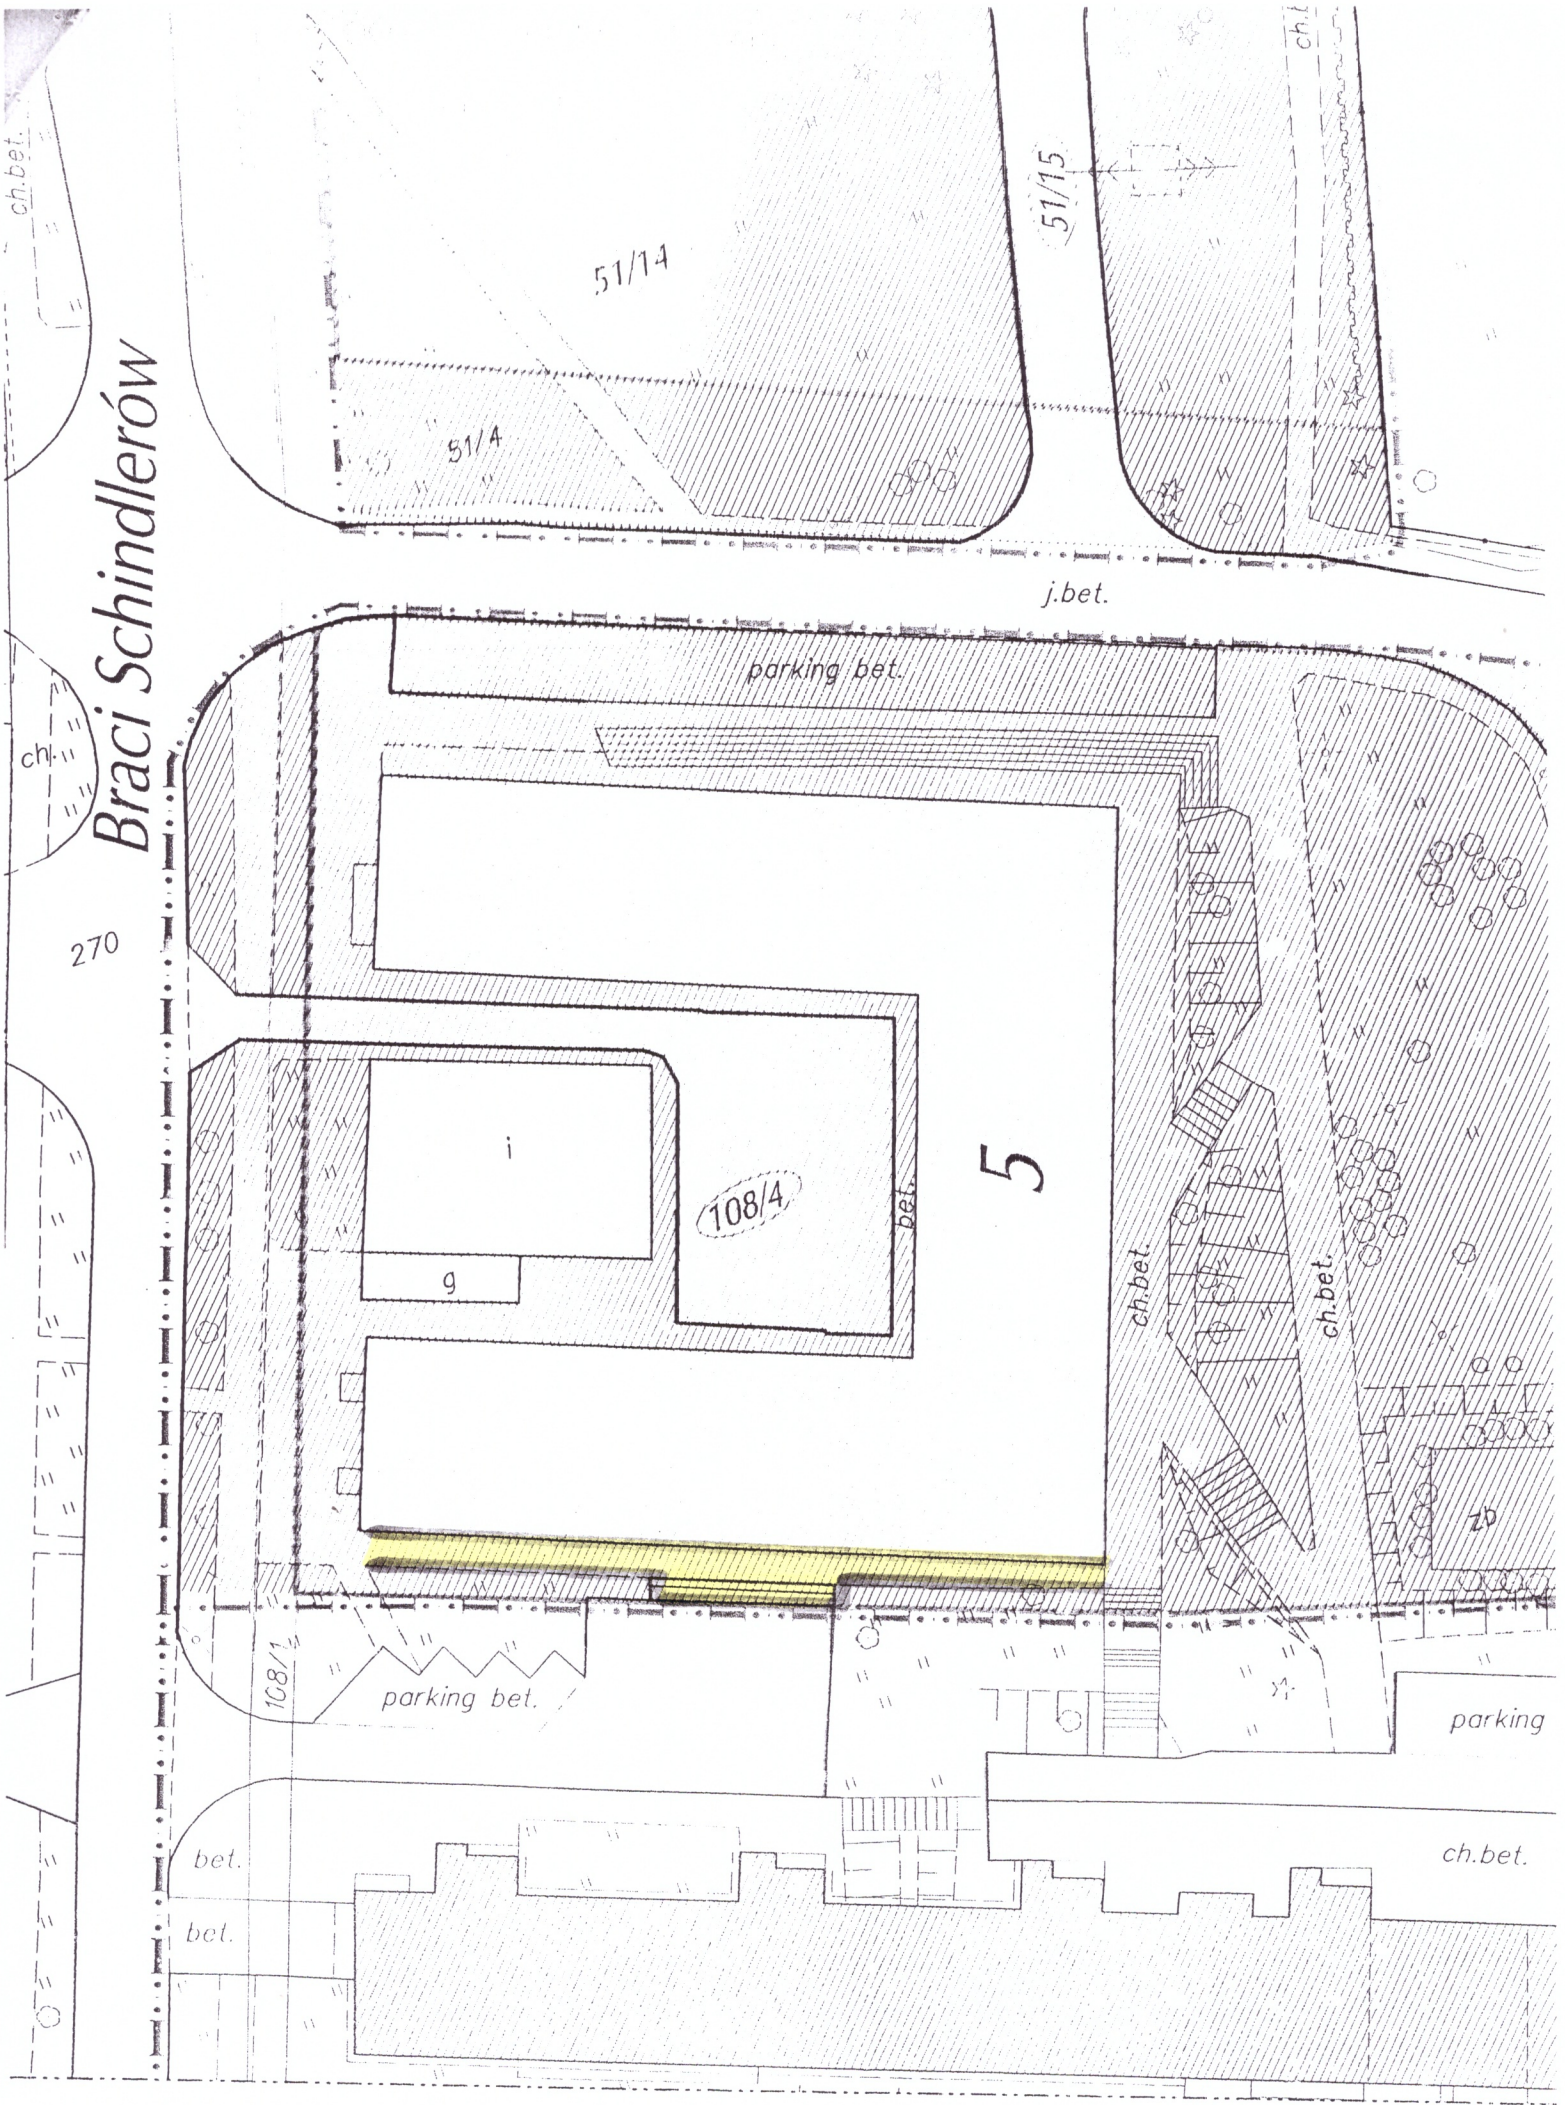 ch.bet.
51/15
51/14
51/4
Braci Schindlerów
j.bet.
parking bet.
ch.
270
i
5
108/4
bet.
g
ch.bet.
ch.bet.
zb
108/1
parking bet.
parking
bet.
ch.bet.
bet.